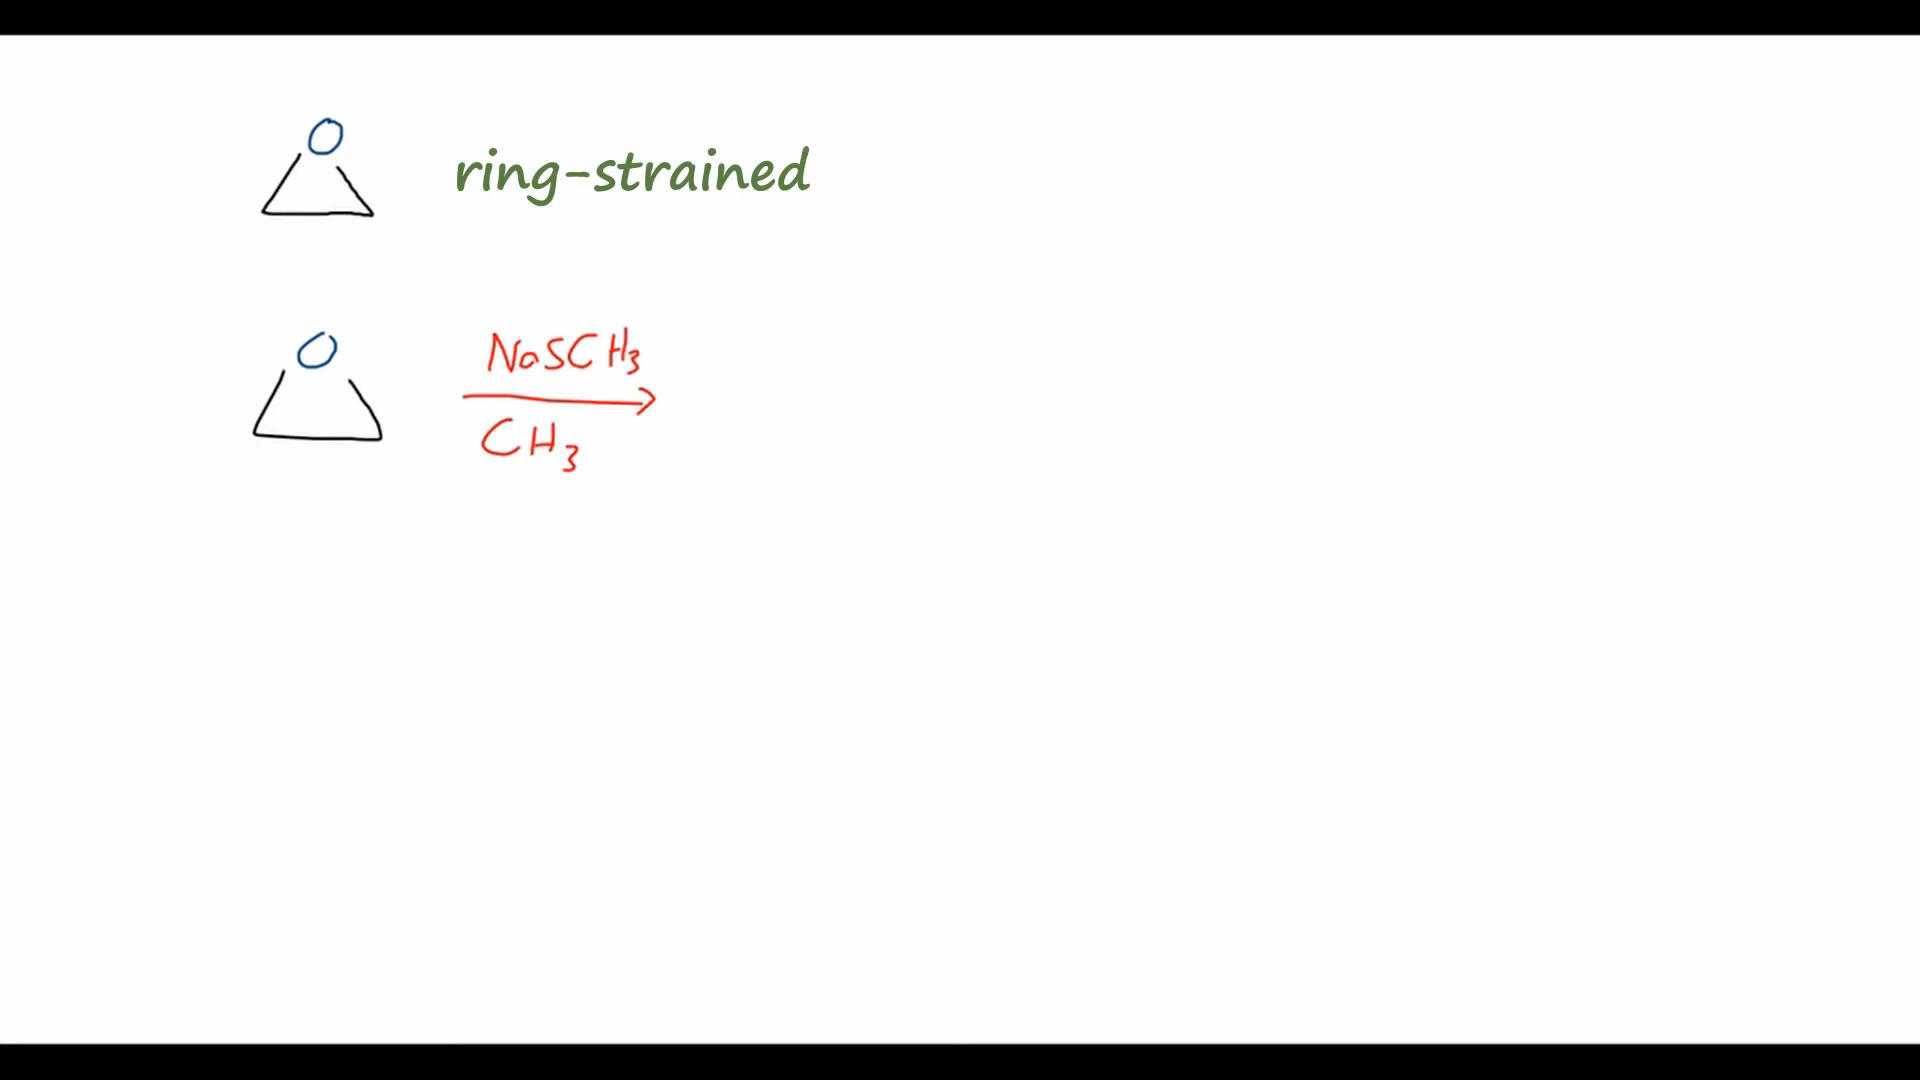 O
ring-strained
O
NaSCH3
CH3